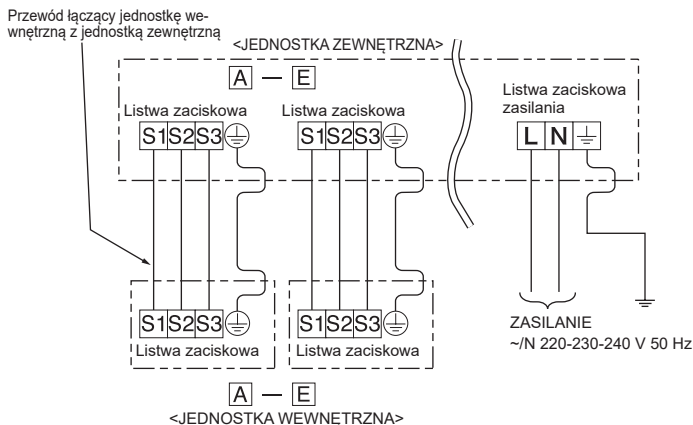 Przewód łączący jednostkę we-
wnętrzną z jednostką zewnętrzną
<JEDNOSTKA ZEWNĘTRZNA>
A — E
Listwa zaciskowa
Listwa zaciskowa
Listwa zaciskowa
zasilania
S1 S2 S3
S1 S2 S3
L N
S1 S2 S3
S1 S2 S3
Listwa zaciskowa
Listwa zaciskowa
ZASILANIE
~/N 220-230-240 V 50 Hz
A — E
<JEDNOSTKA WEWNĘTRZNA>